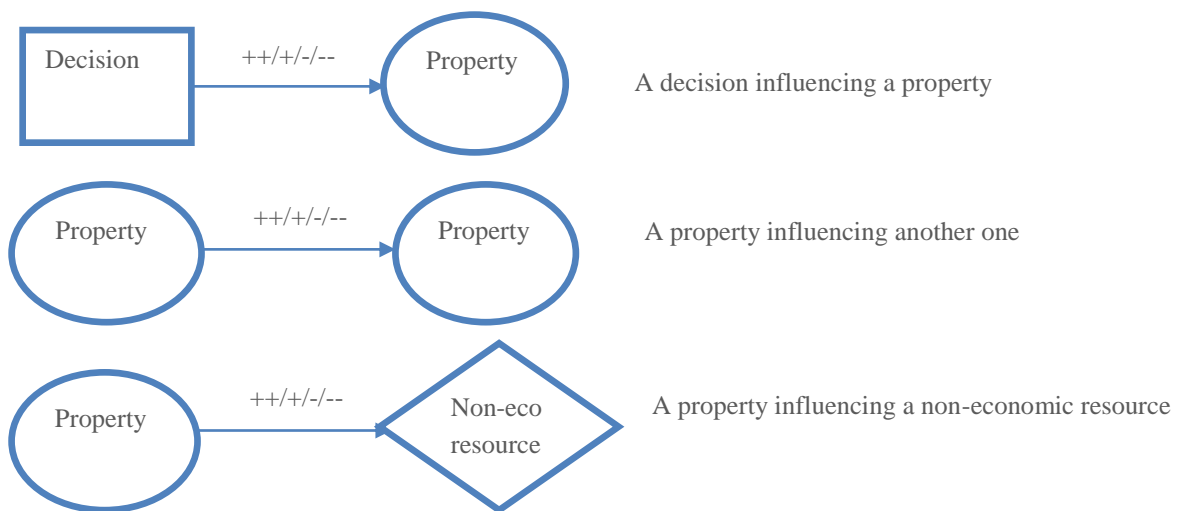 Decision
++/+/-/--
Property
A decision influencing a property
Property
++/+/-/--
Property
A property influencing another one
Property
++/+/-/--
Non-eco
resource
A property influencing a non-economic resource